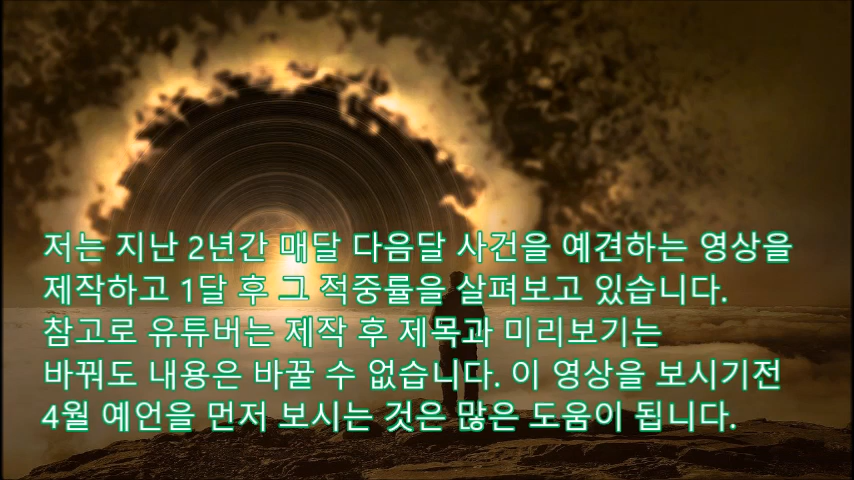 저는 지난 2년간 매달 다음달 사건을 예견하는 영상을
제작하고 1달 후 그 적중률을 살펴보고 있습니다.
참고로 유튜버는 제작 후 제목과 미리보기는
바꿔도 내용은 바꿀 수 없습니다. 이 영상을 보시기전
4월 예언을 먼저 보시는 것은 많은 도움이 됩니다.